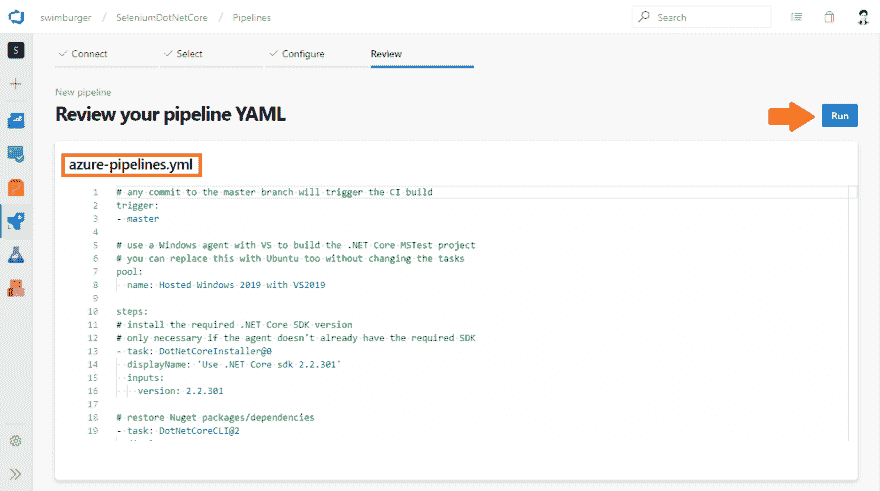 swimburger / SeleniumDotNetCore / Pipelines
Search
S
Connect
Select
Configure
Review
New pipeline
Review your pipeline YAML
Run
azure-pipelines.yml
1 # any commit to the master branch will trigger the CI build
2 trigger:
3 - master
4
5 # use a Windows agent with VS to build the .NET Core MSTest project
6 # you can replace this with Ubuntu too without changing the tasks
7 pool:
8 name: Hosted Windows 2019 with VS2019
9
10 steps:
11 # install the required .NET Core SDK version
12 # only necessary if the agent doesn't already have the required SDK
13 - task: DotNetCoreInstaller@0
14 displayName: 'Use .NET Core sdk 2.2.301'
15 inputs:
16 version: 2.2.301
17
18 # restore Nuget packages/dependencies
19 - task: DotNetCoreCLI@2